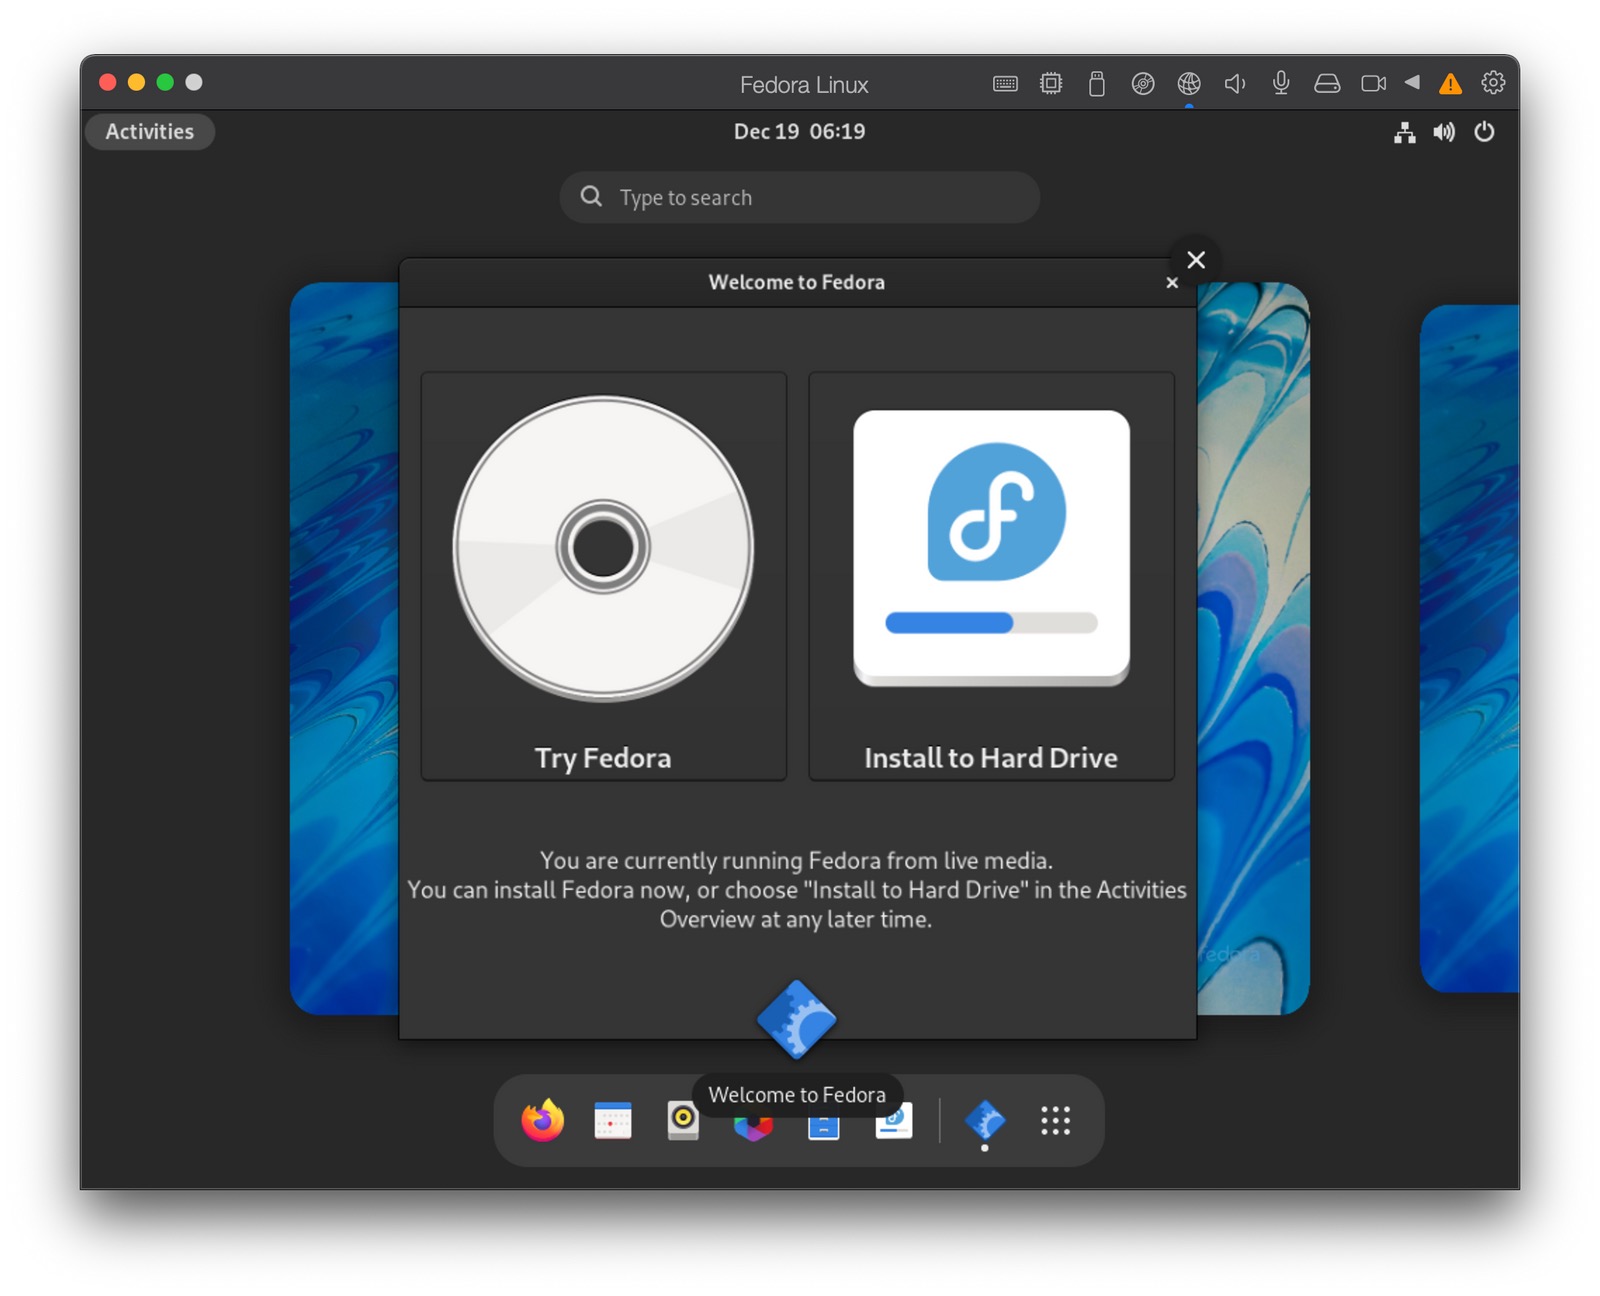 Fedora Linux
Activities
Dec 19 06:19
Type to search
Welcome to Fedora
Try Fedora
Install to Hard Drive
You are currently running Fedora from live media.
You can install Fedora now, or choose "Install to Hard Drive" in the Activities
Overview at any later time.
fedora
Welcome to Fedora